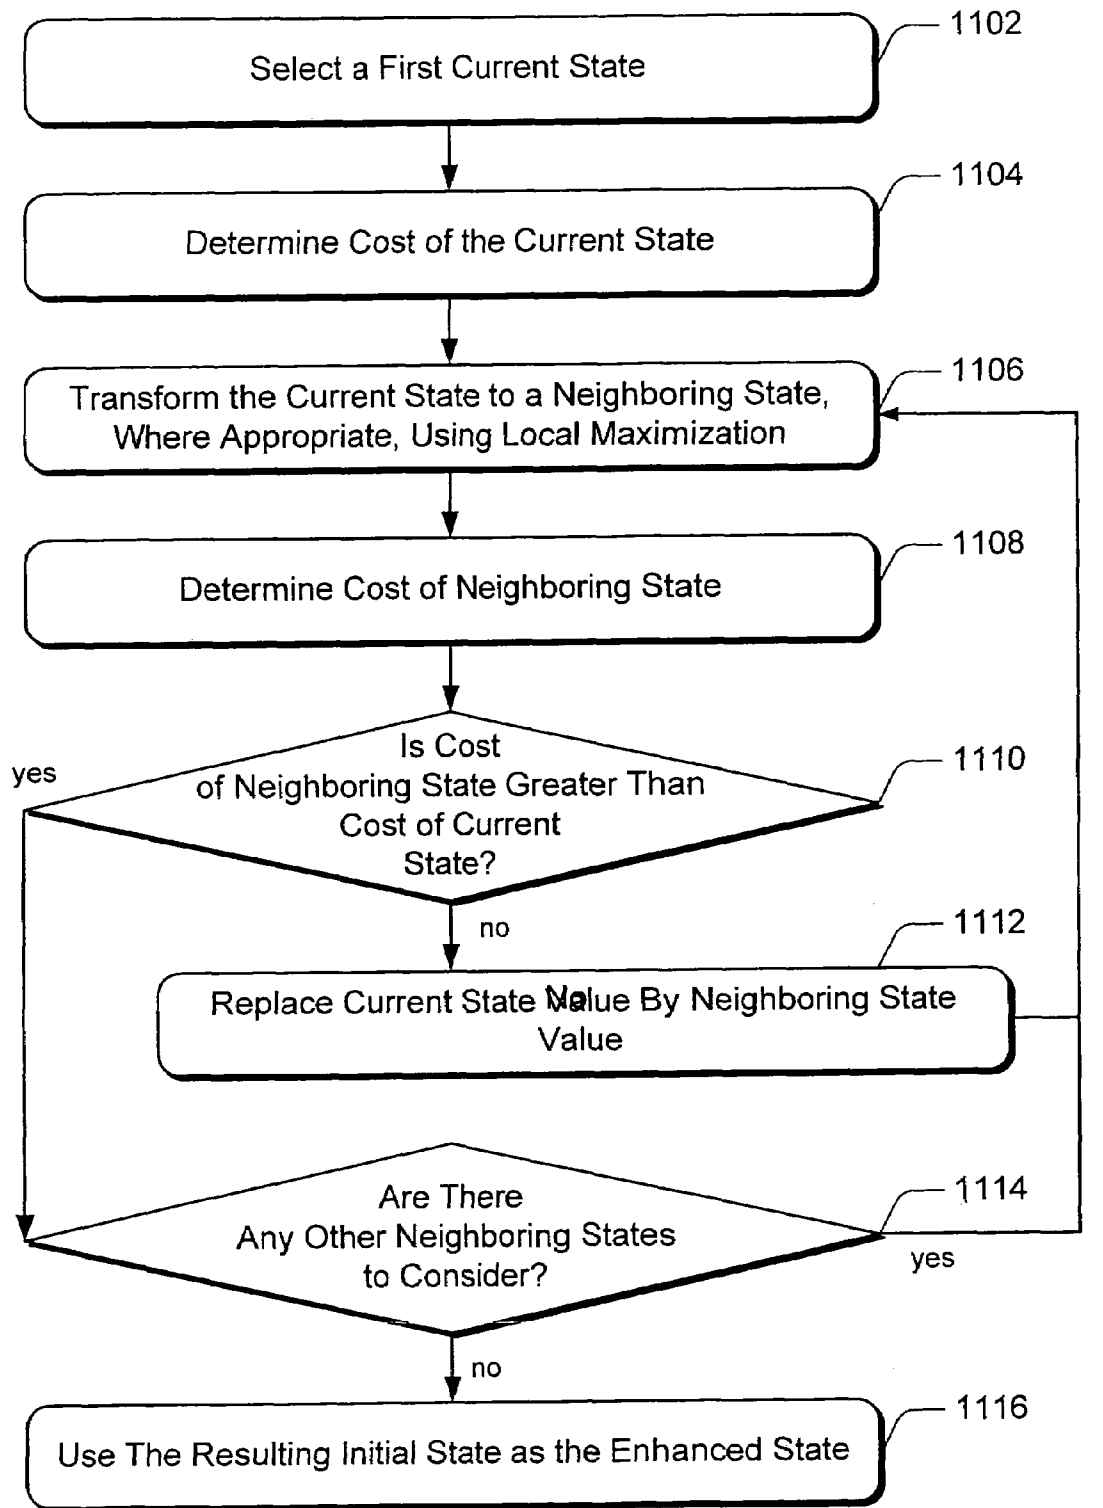 1102
Select a First Current State
1104
Determine Cost of the Current State
1106
Transform the Current State to a Neighboring State,
Where Appropriate, Using Local Maximization
1108
Determine Cost of Neighboring State
1110
yes
Is Cost
of Neighboring State Greater Than
Cost of Current
State?
no
1112
No
Replace Current State Value By Neighboring State
Value
1114
Are There
Any Other Neighboring States
to Consider?
yes
no
1116
Use The Resulting Initial State as the Enhanced State